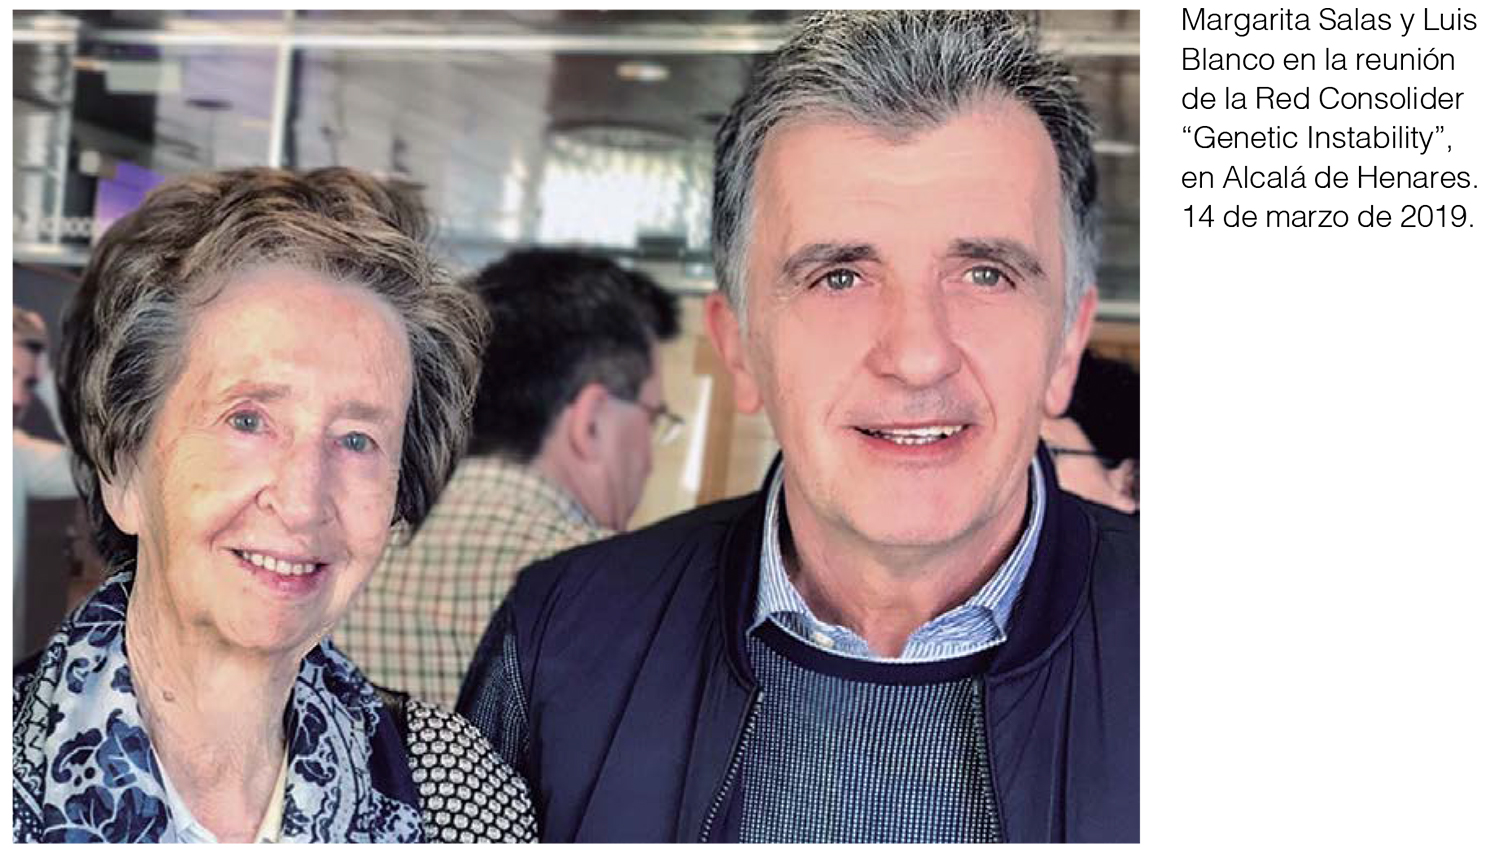 Margarita Salas y Luis
Blanco en la reunión
de la Red Consolider
“Genetic Instability”,
en Alcalá de Henares.
14 de marzo de 2019.